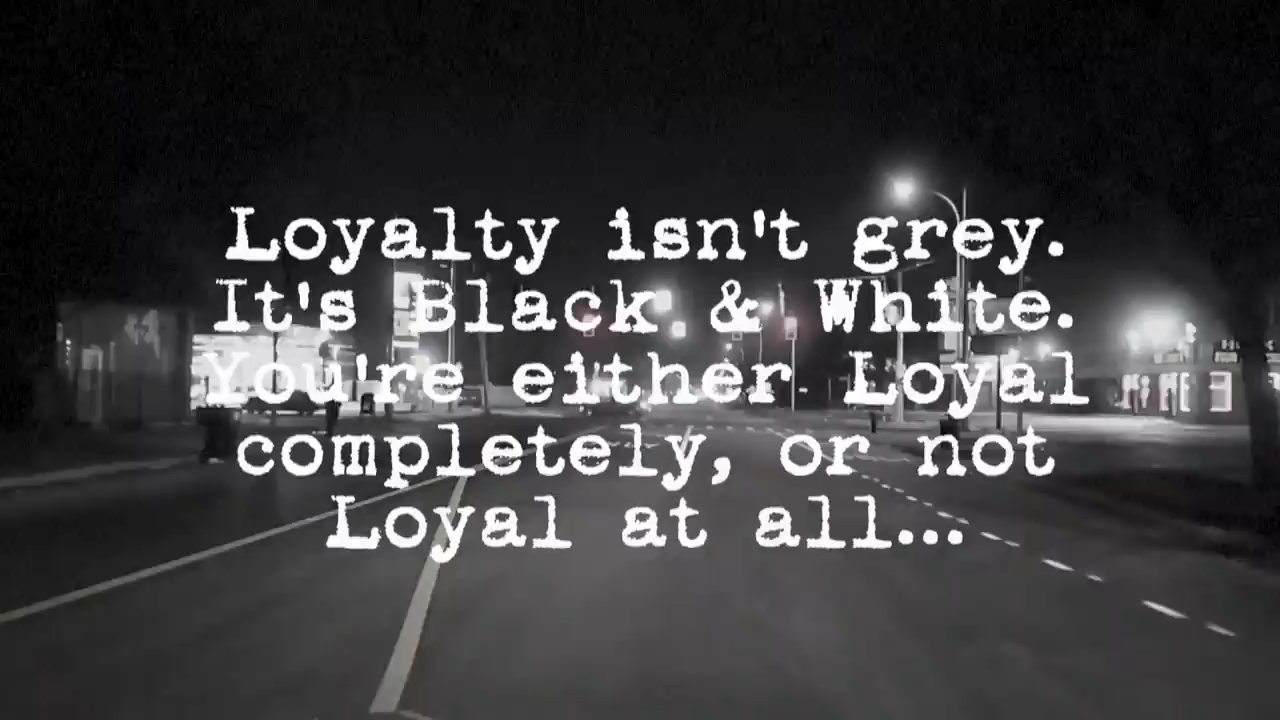 Loyalty isn't grey.
It's Black & White.
You're either Loyal
completely, or not
Loyal at all...